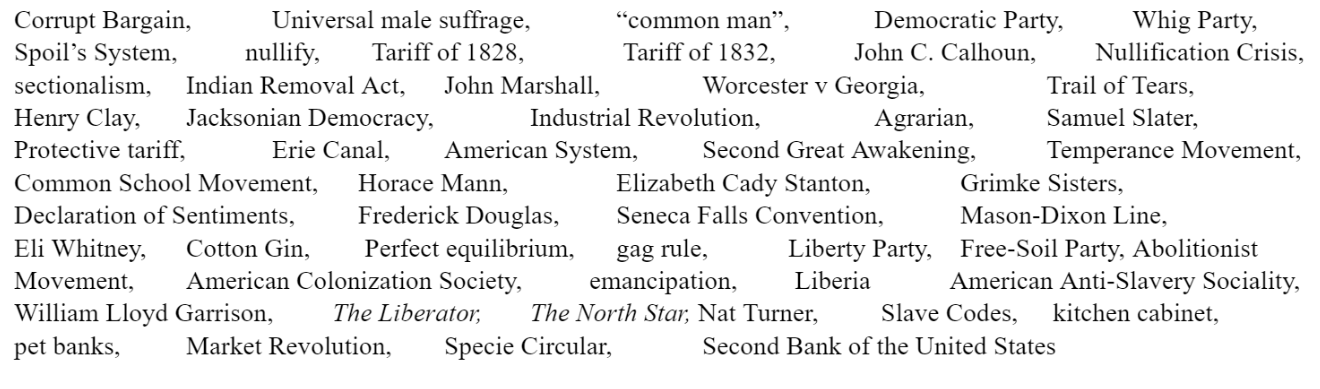 Corrupt Bargain, Universal male suffrage, “common man”, Democratic Party, Whig Party,
Spoil’s System, nullify, Tariff of 1828, Tariff of 1832, John C. Calhoun, Nullification Crisis,
sectionalism, Indian Removal Act, John Marshall, Worcester v Georgia, Trail of Tears,
Henry Clay, Jacksonian Democracy, Industrial Revolution, Agrarian, Samuel Slater,
Protective tariff, Erie Canal, American System, Second Great Awakening, Temperance Movement,
Common School Movement, Horace Mann, Elizabeth Cady Stanton, Grimke Sisters,
Declaration of Sentiments, Frederick Douglas, Seneca Falls Convention, Mason-Dixon Line,
Eli Whitney, Cotton Gin, Perfect equilibrium, gag rule, Liberty Party, Free-Soil Party, Abolitionist
Movement, American Colonization Society, emancipation, Liberia American Anti-Slavery Sociality,
William Lloyd Garrison, The Liberator, The North Star, Nat Turner, Slave Codes, kitchen cabinet,
pet banks, Market Revolution, Specie Circular, Second Bank of the United States